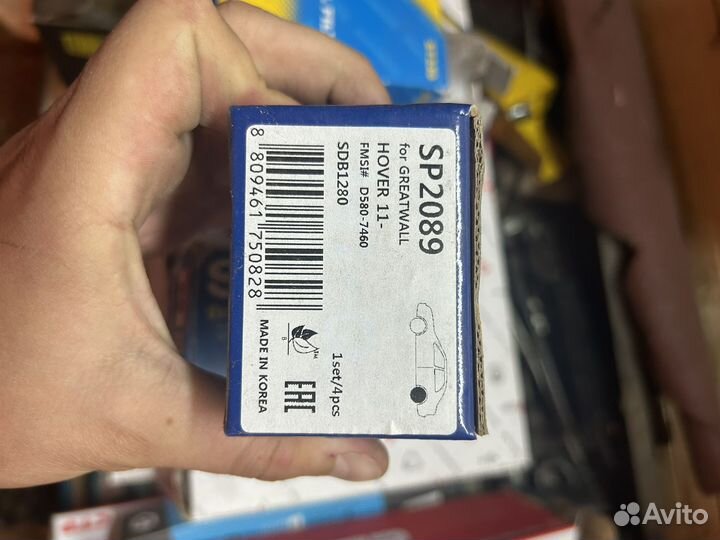 SP2089
for GREATWALL
HOVER 11-
FMSI# D580-7460
SDB1280
8 809461 750828
1set/4pcs
TM
B
EAC
MADE IN KOREA
Avito